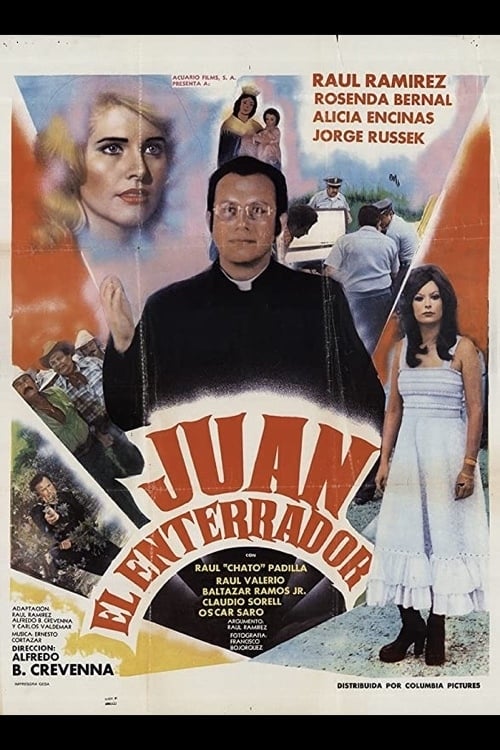 ACUARIO FILMS, S.A.
PRESENTA A:
RAUL RAMIREZ
ROSENDA BERNAL
ALICIA ENCINAS
JORGE RUSSEK
JUAN
EL ENTERRADOR
CON
RAUL "CHATO" PADILLA
RAUL VALERIO
BALTAZAR RAMOS JR.
CLAUDIO SORELL
OSCAR SARO
ARGUMENTO:
RAUL RAMIREZ
FOTOGRAFIA:
FRANCISCO
BOJORQUEZ
ADAPTACION:
RAUL RAMIREZ
ALFREDO B. CREVENNA
Y CARLOS VALDEMAR
MUSICA: ERNESTO
CORTAZAR
DIRECCION:
ALFREDO
B. CREVENNA
DISTRIBUIDA POR COLUMBIA PICTURES